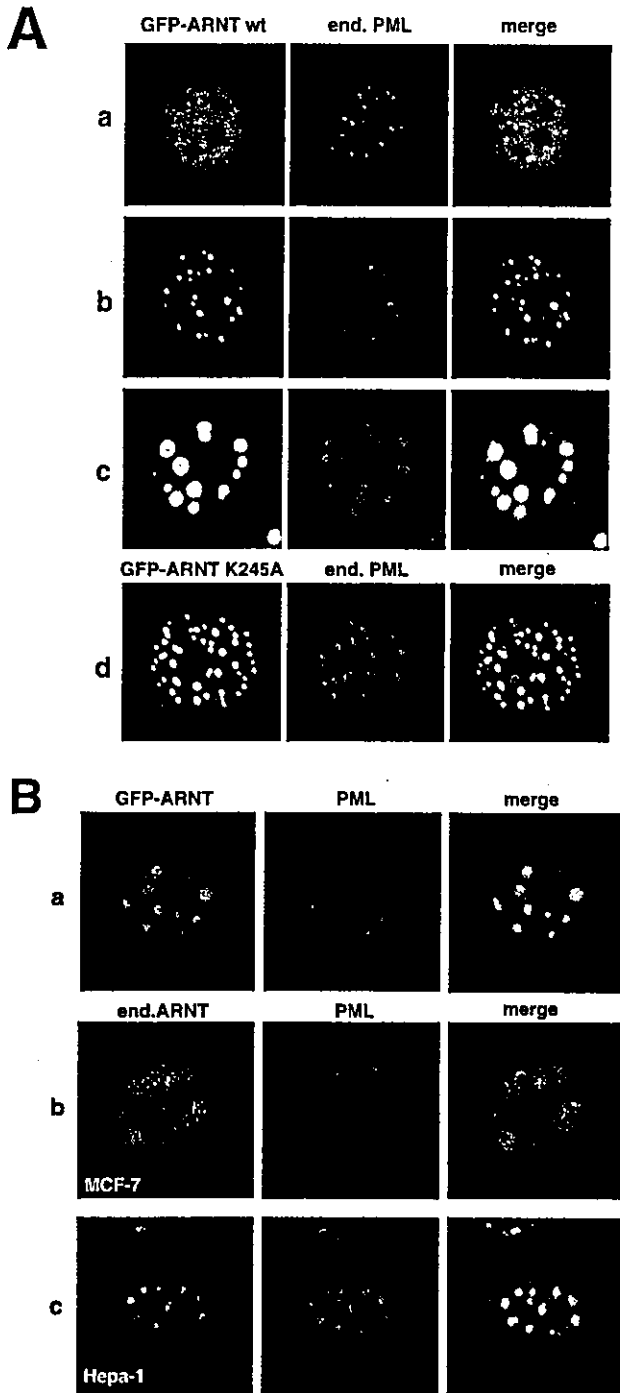 A
GFP-ARNT wt end. PML merge
a
b
c
GFP-ARNT K245A end. PML merge
d
B
GFP-ARNT PML merge
a
end.ARNT PML merge
b
MCF-7
c
Hepa-1